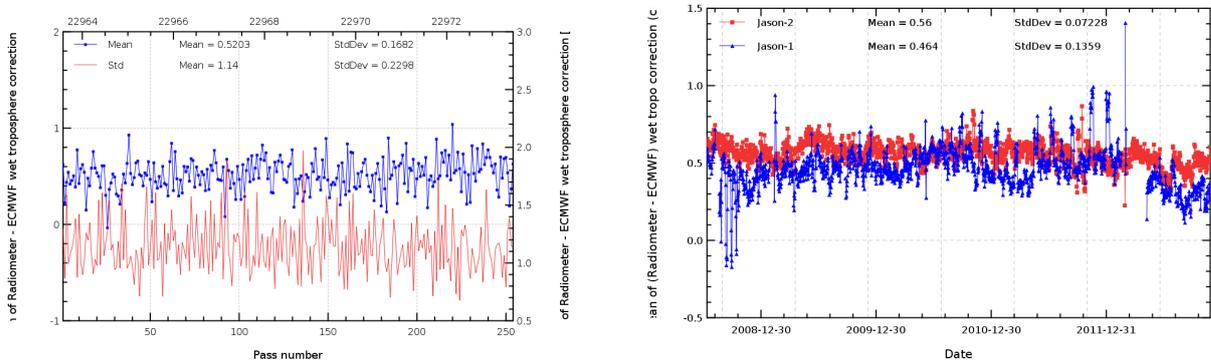 22964 22966 22968 22970 22972
Mean Mean = 0.5203 StdDev = 0.1682
Std Mean = 1.14 StdDev = 0.2298
2
1
0
-1
3.0
2.5
2.0
1.5
1.0
0.5
50 100 150 200 250
Pass number
of Radiometer - ECMWF wet troposphere correction
of Radiometer - ECMWF wet troposphere correction [
Jason-2 Mean = 0.56 StdDev = 0.07228
Jason-1 Mean = 0.464 StdDev = 0.1359
1.5
1.0
0.5
0.0
-0.5
2008-12-30 2009-12-30 2010-12-30 2011-12-31
Date
of (Radiometer - ECMWF) wet tropo correction (c